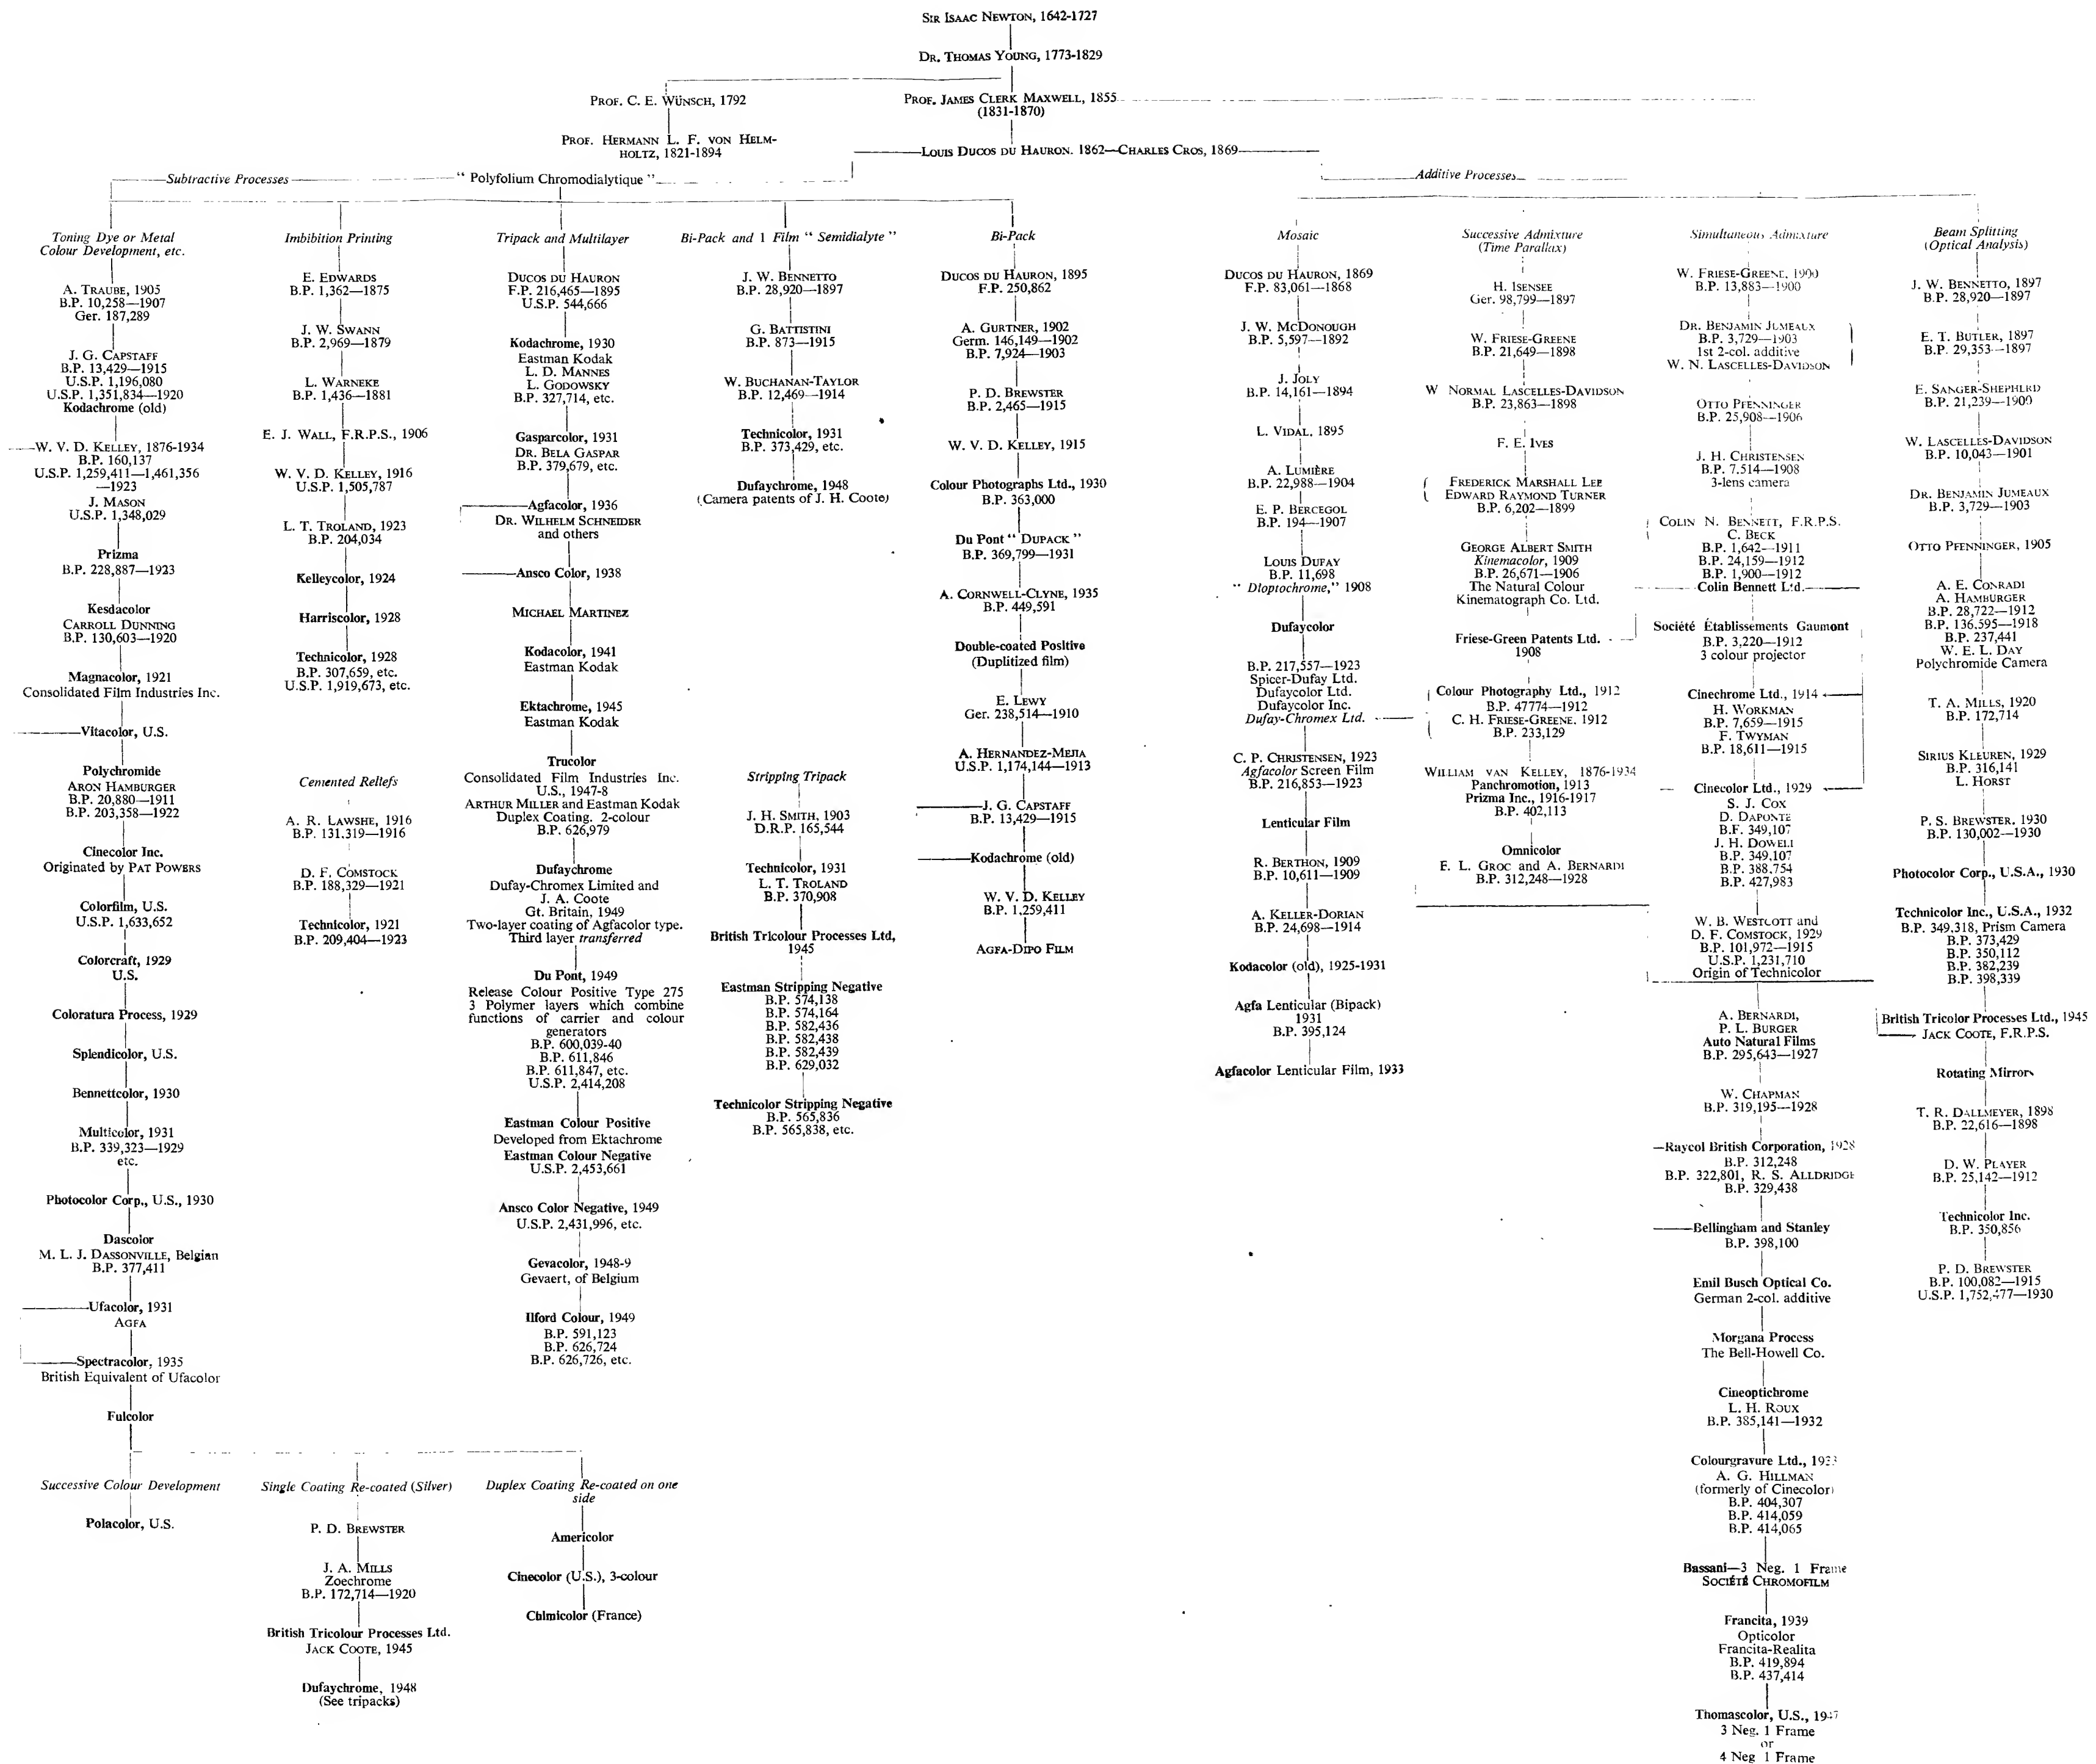 SIR ISAAC NEWTON, 1642-1727
DR. THOMAS YOUNG, 1773-1829
PROF. C. E. WÜNSCH, 1792
PROF. JAMES CLERK MAXWELL, 1855
(1831-1870)
PROF. HERMANN L. F. VON HELM-
HOLTZ, 1821-1894
LOUIS DUCOS DU HAURON. 1862—CHARLES CROS, 1869
Subtractive Processes
" Polyfolium Chromodialytique "
Additive Processes
Toning Dye or Metal
Colour Development, etc.
A. TRAUBE, 1905
B.P. 10,258—1907
Ger. 187,289
J. G. CAPSTAFF
B.P. 13,429—1915
U.S.P. 1,196,080
U.S.P. 1,351,834—1920
Kodachrome (old)
W. V. D. KELLEY, 1876-1934
B.P. 160,137
U.S.P. 1,259,411—1,461,356
—1923
J. MASON
U.S.P. 1,348,029
Prizma
B.P. 228,887—1923
Kesdacolor
CARROLL DUNNING
B.P. 130,603—1920
Magnacolor, 1921
Consolidated Film Industries Inc.
Vitacolor, U.S.
Polychromide
ARON HAMBURGER
B.P. 20,880—1911
B.P. 203,358—1922
Cinecolor Inc.
Originated by PAT POWERS
Colorfilm, U.S.
U.S.P. 1,633,652
Colorcraft, 1929
U.S.
Coloratura Process, 1929
Splendicolor, U.S.
Bennettcolor, 1930
Multicolor, 1931
B.P. 339,323—1929
etc.
Photocolor Corp., U.S., 1930
Dascolor
M. L. J. DASSONVILLE, Belgian
B.P. 377,411
Ufacolor, 1931
AGFA
Spectracolor, 1935
British Equivalent of Ufacolor
Fulcolor
Successive Colour Development
Polacolor, U.S.
Single Coating Re-coated (Silver)
P. D. BREWSTER
J. A. MILLS
Zoechrome
B.P. 172,714—1920
British Tricolour Processes Ltd.
JACK COOTE, 1945
Dufaychrome, 1948
(See tripacks)
Duplex Coating Re-coated on one
side
Americolor
Cinecolor (U.S.), 3-colour
Chimicolor (France)
Imbibition Printing
E. EDWARDS
B.P. 1,362—1875
J. W. SWANN
B.P. 2,969—1879
L. WARNEKE
B.P. 1,436—1881
E. J. WALL, F.R.P.S., 1906
W. V. D. KELLEY, 1916
U.S.P. 1,505,787
L. T. TROLAND, 1923
B.P. 204,034
Kelleycolor, 1924
Harriscolor, 1928
Technicolor, 1928
B.P. 307,659, etc.
U.S.P. 1,919,673, etc.
Cemented Reliefs
A. R. LAWSHE, 1916
B.P. 131,319—1916
D. F. COMSTOCK
B.P. 188,329—1921
Technicolor, 1921
B.P. 209,404—1923
Tripack and Multilayer
DUCOS DU HAURON
F.P. 216,465—1895
U.S.P. 544,666
Kodachrome, 1930
Eastman Kodak
L. D. MANNES
L. GODOWSKY
B.P. 327,714, etc.
Gasparcolor, 1931
DR. BELA GASPAR
B.P. 379,679, etc.
Agfacolor, 1936
DR. WILHELM SCHNEIDER
and others
Ansco Color, 1938
MICHAEL MARTINEZ
Kodacolor, 1941
Eastman Kodak
Ektachrome, 1945
Eastman Kodak
Trucolor
Consolidated Film Industries Inc.
U.S., 1947-8
ARTHUR MILLER and Eastman Kodak
Duplex Coating. 2-colour
B.P. 626,979
Dufaychrome
Dufay-Chromex Limited and
J. A. Coote
Gt. Britain, 1949
Two-layer coating of Agfacolor type.
Third layer transferred
Du Pont, 1949
Release Colour Positive Type 275
3 Polymer layers which combine
functions of carrier and colour
generators
B.P. 600,039-40
B.P. 611,846
B.P. 611,847, etc.
U.S.P. 2,414,208
Eastman Colour Positive
Developed from Ektachrome
Eastman Colour Negative
U.S.P. 2,453,661
Ansco Color Negative, 1949
U.S.P. 2,431,996, etc.
Gevacolor, 1948-9
Gevaert, of Belgium
Ilford Colour, 1949
B.P. 591,123
B.P. 626,724
B.P. 626,726, etc.
Bi-Pack and 1 Film " Semidialyte "
J. W. BENNETTO
B.P. 28,920—1897
G. BATTISTINI
B.P. 873—1915
W. BUCHANAN-TAYLOR
B.P. 12,469—1914
Technicolor, 1931
B.P. 373,429, etc.
Dufaychrome, 1948
(Camera patents of J. H. Coote)
Stripping Tripack
J. H. SMITH, 1903
D.R.P. 165,544
Technicolor, 1931
L. T. TROLAND
B.P. 370,908
British Tricolour Processes Ltd,
1945
Eastman Stripping Negative
B.P. 574,138
B.P. 574,164
B.P. 582,436
B.P. 582,438
B.P. 582,439
B.P. 629,032
Technicolor Stripping Negative
B.P. 565,836
B.P. 565,838, etc.
Bi-Pack
DUCOS DU HAURON, 1895
F.P. 250,862
A. GURTNER, 1902
Germ. 146,149—1902
B.P. 7,924—1903
P. D. BREWSTER
B.P. 2,465—1915
W. V. D. KELLEY, 1915
Colour Photographs Ltd., 1930
B.P. 363,000
Du Pont " DUPACK "
B.P. 369,799—1931
A. CORNWELL-CLYNE, 1935
B.P. 449,591
Double-coated Positive
(Duplitized film)
E. LEWY
Ger. 238,514—1910
A. HERNANDEZ-MEJIA
U.S.P. 1,174,144—1913
J. G. CAPSTAFF
B.P. 13,429—1915
Kodachrome (old)
W. V. D. KELLEY
B.P. 1,259,411
AGFA-DIPO FILM
Mosaic
DUCOS DU HAURON, 1869
F.P. 83,061—1868
J. W. MCDONOUGH
B.P. 5,597—1892
J. JOLY
B.P. 14,161—1894
L. VIDAL, 1895
A. LUMIÈRE
B.P. 22,988—1904
E. P. BERCEGOL
B.P. 194—1907
LOUIS DUFAY
B.P. 11,698
" Dioptochrome," 1908
Dufaycolor
B.P. 217,557—1923
Spicer-Dufay Ltd.
Dufaycolor Ltd.
Dufaycolor Inc.
Dufay-Chromex Ltd.
C. P. CHRISTENSEN, 1923
Agfacolor Screen Film
B.P. 216,853—1923
Lenticular Film
R. BERTHON, 1909
B.P. 10,611—1909
A. KELLER-DORIAN
B.P. 24,698—1914
Kodacolor (old), 1925-1931
Agfa Lenticular (Bipack)
1931
B.P. 395,124
Agfacolor Lenticular Film, 1933
Successive Admixture
(Time Parallax)
H. ISENSEE
Ger. 98,799—1897
W. FRIESE-GREENE
B.P. 21,649—1898
W NORMAL LASCELLES-DAVIDSON
B.P. 23,863—1898
F. E. IVES
FREDERICK MARSHALL LEE
EDWARD RAYMOND TURNER
B.P. 6,202—1899
GEORGE ALBERT SMITH
Kinemacolor, 1909
B.P. 26,671—1906
The Natural Colour
Kinematograph Co. Ltd.
Friese-Green Patents Ltd.
1908
Colour Photography Ltd., 1912
B.P. 47774—1912
C. H. FRIESE-GREENE. 1912
B.P. 233,129
WILLIAM VAN KELLEY, 1876-1934
Panchromotion, 1913
Prizma Inc., 1916-1917
B.P. 402,113
Omnicolor
E. L. GROC and A. BERNARDI
B.P. 312,248—1928
Simultaneous Admixture
W. FRIESE-GREENE, 1900
B.P. 13,883—1900
DR. BENJAMIN JUMEAUX
B.P. 3,729—1903
1st 2-col. additive
W. N. LASCELLES-DAVIDSON
OTTO PFENNINGER
B.P. 25,908—1906
J. H. CHRISTENSEN
B.P. 7,514—1908
3-lens camera
COLIN N. BENNETT, F.R.P.S.
C. BECK
B.P. 1,642—1911
B.P. 24,159—1912
B.P. 1,900—1912
Colin Bennett Ltd.
Société Établissements Gaumont
B.P. 3,220—1912
3 colour projector
Cinechrome Ltd., 1914
H. WORKMAN
B.P. 7,659—1915
F. TWYMAN
B.P. 18,611—1915
Cinecolor Ltd., 1929
S. J. COX
D. DAPONTE
B.F. 349,107
J. H. DOWELL
B.P. 349,107
B.P. 388,754
B.P. 427,983
W. B. WESTCOTT and
D. F. COMSTOCK, 1929
B.P. 101,972—1915
U.S.P. 1,231,710
Origin of Technicolor
A. BERNARDI,
P. L. BURGER
Auto Natural Films
B.P. 295,643—1927
W. CHAPMAN
B.P. 319,195—1928
Raycol British Corporation, 1928
B.P. 312,248
B.P. 322,801, R. S. ALLDRIDGE
B.P. 329,438
Bellingham and Stanley
B.P. 398,100
Emil Busch Optical Co.
German 2-col. additive
Morgana Process
The Bell-Howell Co.
Cineoptichrome
L. H. ROUX
B.P. 385,141—1932
Colourgravure Ltd.,
A. G. HILLMAN
(formerly of Cinecolor)
B.P. 404,307
B.P. 414,059
B.P. 414,065
Bassani—3 Neg. 1 Frame
SOCIÉTÉ CHROMOFILM
Francita, 1939
Opticolor
Francita-Realita
B.P. 419,894
B.P. 437,414
Thomascolor, U.S., 1947
3 Neg. 1 Frame
or
4 Neg 1 Frame
Beam Splitting
(Optical Analysis)
J. W. BENNETTO, 1897
B.P. 28,920—1897
E. T. BUTLER, 1897
B.P. 29,353—1897
E. SANGER-SHEPHERD
B.P. 21,239—1900
W. LASCELLES-DAVIDSON
B.P. 10,043—1901
DR. BENJAMIN JUMEAUX
B.P. 3,729—1903
OTTO PFENNINGER, 1905
A. E. CONRADI
A. HAMBURGER
B.P. 28,722—1912
B.P. 136,595—1918
B.P. 237,441
W. E. L. DAY
Polychromide Camera
T. A. MILLS, 1920
B.P. 172,714
SIRIUS KLEUREN, 1929
B.P. 316,141
L. HORST
P. S. BREWSTER, 1930
B.P. 130,002—1930
Photocolor Corp., U.S.A., 1930
Technicolor Inc., U.S.A., 1932
B.P. 349,318, Prism Camera
B.P. 373,429
B.P. 350,112
B.P. 382,239
B.P. 398,339
British Tricolor Processes Ltd., 1945
JACK COOTE, F.R.P.S.
Rotating Mirrors
T. R. DALLMEYER, 1898
B.P. 22,616—1898
D. W. PLAYER
B.P. 25,142—1912
Technicolor Inc.
B.P. 350,856
P. D. BREWSTER
B.P. 100,082—1915
U.S.P. 1,752,477—1930